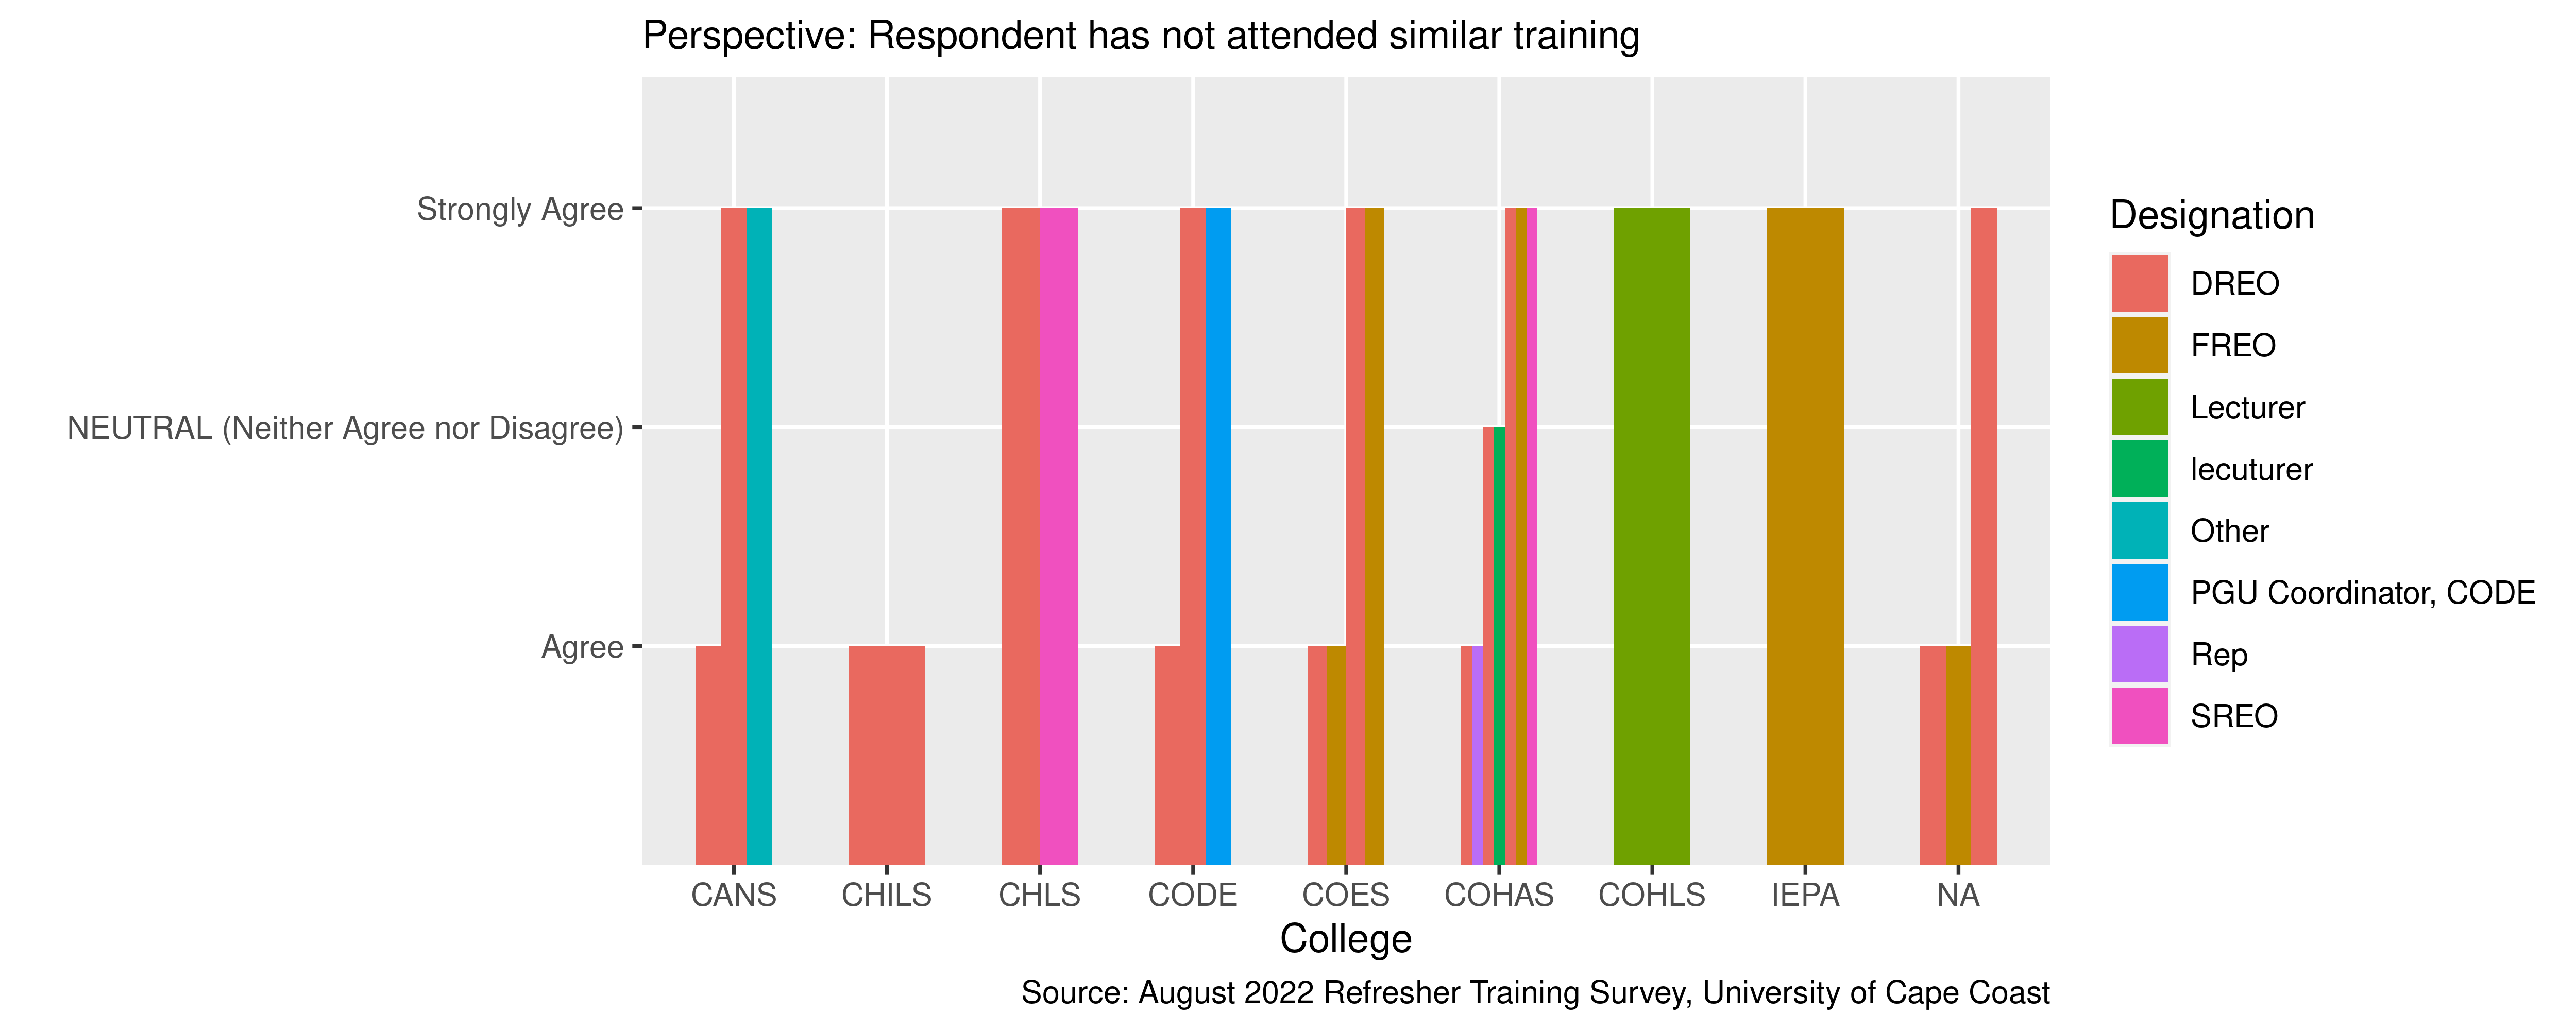 Perspective: Respondent has not attended similar training
Strongly Agree
NEUTRAL (Neither Agree nor Disagree)
Agree
CANS CHILS CHLS CODE COES COHAS COHLS IEPA NA
College
Source: August 2022 Refresher Training Survey, University of Cape Coast
Designation
DREO
FREO
Lecturer
lecuturer
Other
PGU Coordinator, CODE
Rep
SREO